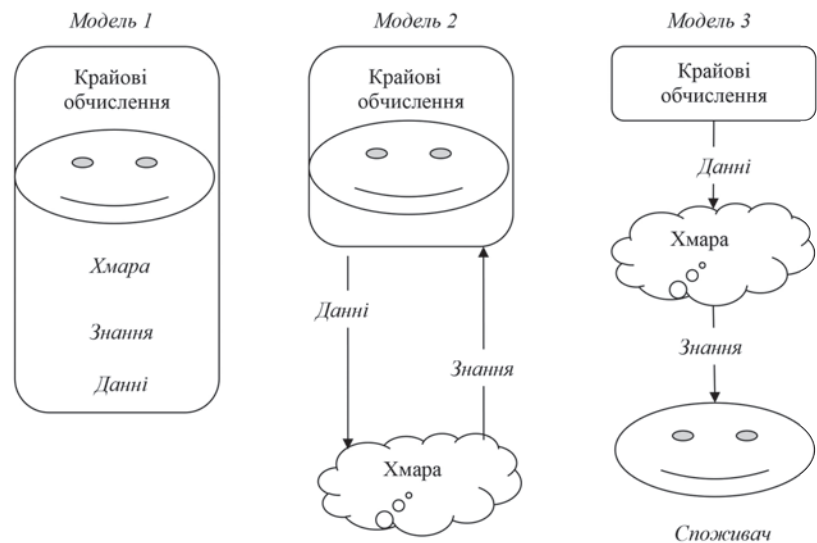 Модель 1
Крайові
обчислення
Хмара
Знання
Данні
Модель 2
Крайові
обчислення
Данні
Знання
Хмара
Модель 3
Крайові
обчислення
Данні
Хмара
Знання
Споживач